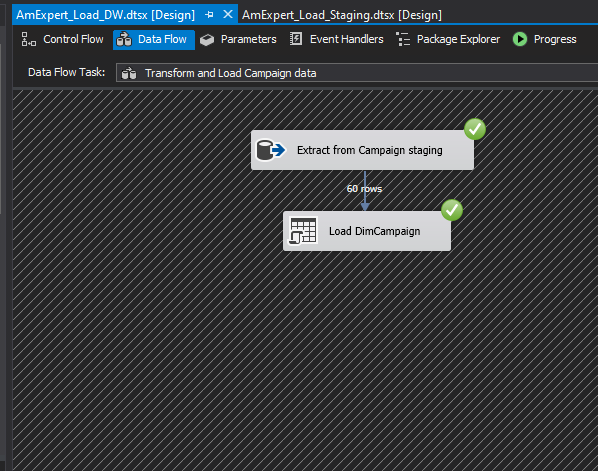 AmExpert_Load_DW.dtsx [Design] AmExpert_Load_Staging.dtsx [Design]
Control Flow Data Flow Parameters Event Handlers Package Explorer Progress
Data Flow Task: Transform and Load Campaign data
Extract from Campaign staging
60 rows
Load DimCampaign